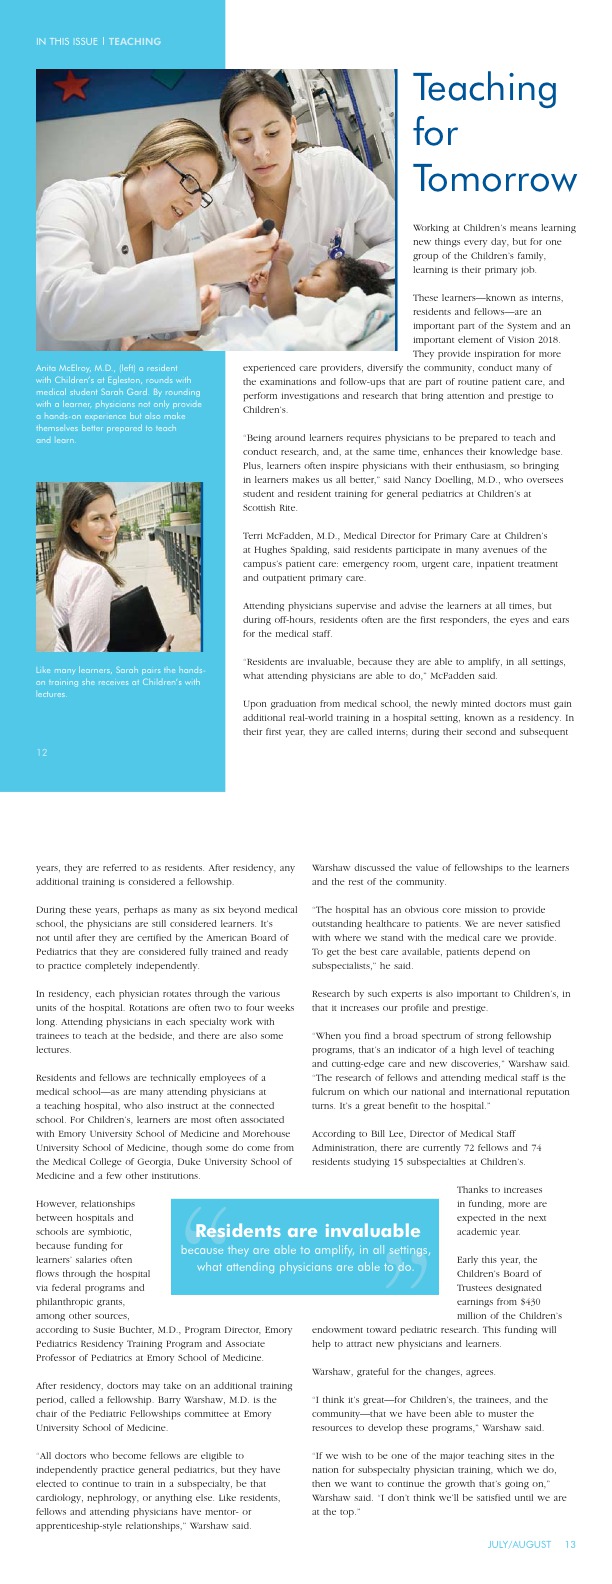 IN THIS ISSUE | TEACHING
Teaching
for
Tomorrow
Working at Children's means learning
new things every day, but for one
group of the Children's family,
learning is their primary job.
These learners—known as interns,
residents and fellows—are an
important part of the System and an
important element of Vision 2018.
They provide inspiration for more
experienced care providers, diversify the community, conduct many of
the examinations and follow-ups that are part of routine patient care, and
perform investigations and research that bring attention and prestige to
Children's.
"Being around learners requires physicians to be prepared to teach and
conduct research, and, at the same time, enhances their knowledge base.
Plus, learners often inspire physicians with their enthusiasm, so bringing
in learners makes us all better," said Nancy Doelling, M.D., who oversees
student and resident training for general pediatrics at Children's at
Scottish Rite.
Terri McFadden, M.D., Medical Director for Primary Care at Children's
at Hughes Spalding, said residents participate in many avenues of the
campus's patient care: emergency room, urgent care, inpatient treatment
and outpatient primary care.
Attending physicians supervise and advise the learners at all times, but
during off-hours, residents often are the first responders, the eyes and ears
for the medical staff.
"Residents are invaluable, because they are able to amplify, in all settings,
what attending physicians are able to do," McFadden said.
Upon graduation from medical school, the newly minted doctors must gain
additional real-world training in a hospital setting, known as a residency. In
their first year, they are called interns; during their second and subsequent
Anita McElroy, M.D., (left) a resident
with Children's at Egleston, rounds with
medical student Sarah Gard. By rounding
with a learner, physicians not only provide
a hands-on experience but also make
themselves better prepared to teach
and learn.
Like many learners, Sarah pairs the hands-
on training she receives at Children's with
lectures.
12
years, they are referred to as residents. After residency, any
additional training is considered a fellowship.
During these years, perhaps as many as six beyond medical
school, the physicians are still considered learners. It's
not until after they are certified by the American Board of
Pediatrics that they are considered fully trained and ready
to practice completely independently.
In residency, each physician rotates through the various
units of the hospital. Rotations are often two to four weeks
long. Attending physicians in each specialty work with
trainees to teach at the bedside, and there are also some
lectures.
Residents and fellows are technically employees of a
medical school—as are many attending physicians at
a teaching hospital, who also instruct at the connected
school. For Children's, learners are most often associated
with Emory University School of Medicine and Morehouse
University School of Medicine, though some do come from
the Medical College of Georgia, Duke University School of
Medicine and a few other institutions.
However, relationships
between hospitals and
schools are symbiotic,
because funding for
learners' salaries often
flows through the hospital
via federal programs and
philanthropic grants,
among other sources,
according to Susie Buchter, M.D., Program Director, Emory
Pediatrics Residency Training Program and Associate
Professor of Pediatrics at Emory School of Medicine.
After residency, doctors may take on an additional training
period, called a fellowship. Barry Warshaw, M.D. is the
chair of the Pediatric Fellowships committee at Emory
University School of Medicine.
"All doctors who become fellows are eligible to
independently practice general pediatrics, but they have
elected to continue to train in a subspecialty, be that
cardiology, nephrology, or anything else. Like residents,
fellows and attending physicians have mentor- or
apprenticeship-style relationships," Warshaw said.
“Residents are invaluable
because they are able to amplify, in all settings,
what attending physicians are able to do.”
Warshaw discussed the value of fellowships to the learners
and the rest of the community.
"The hospital has an obvious core mission to provide
outstanding healthcare to patients. We are never satisfied
with where we stand with the medical care we provide.
To get the best care available, patients depend on
subspecialists," he said.
Research by such experts is also important to Children's, in
that it increases our profile and prestige.
"When you find a broad spectrum of strong fellowship
programs, that's an indicator of a high level of teaching
and cutting-edge care and new discoveries," Warshaw said.
"The research of fellows and attending medical staff is the
fulcrum on which our national and international reputation
turns. It's a great benefit to the hospital."
According to Bill Lee, Director of Medical Staff
Administration, there are currently 72 fellows and 74
residents studying 15 subspecialties at Children's.
Thanks to increases
in funding, more are
expected in the next
academic year.
Early this year, the
Children's Board of
Trustees designated
earnings from $430
million of the Children's
endowment toward pediatric research. This funding will
help to attract new physicians and learners.
Warshaw, grateful for the changes, agrees.
"I think it's great—for Children's, the trainees, and the
community—that we have been able to muster the
resources to develop these programs," Warshaw said.
"If we wish to be one of the major teaching sites in the
nation for subspecialty physician training, which we do,
then we want to continue the growth that's going on,"
Warshaw said. "I don't think we'll be satisfied until we are
at the top."
JULY/AUGUST 13